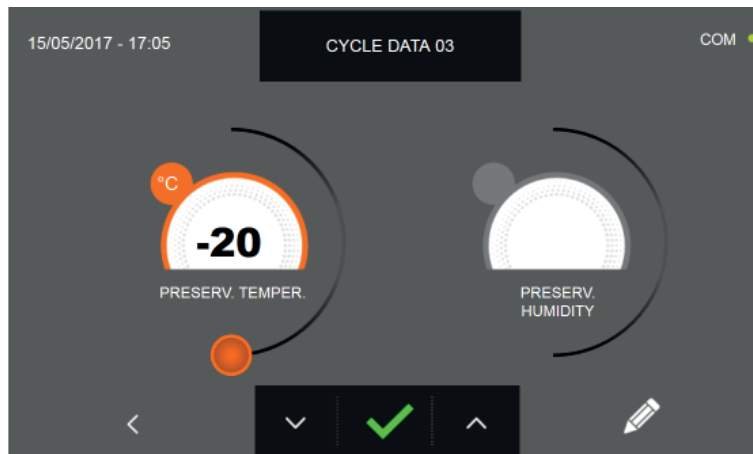 15/05/2017 - 17:05
CYCLE DATA 03
COM
°C
-20
PRESERV. TEMPER.
PRESERV.
HUMIDITY